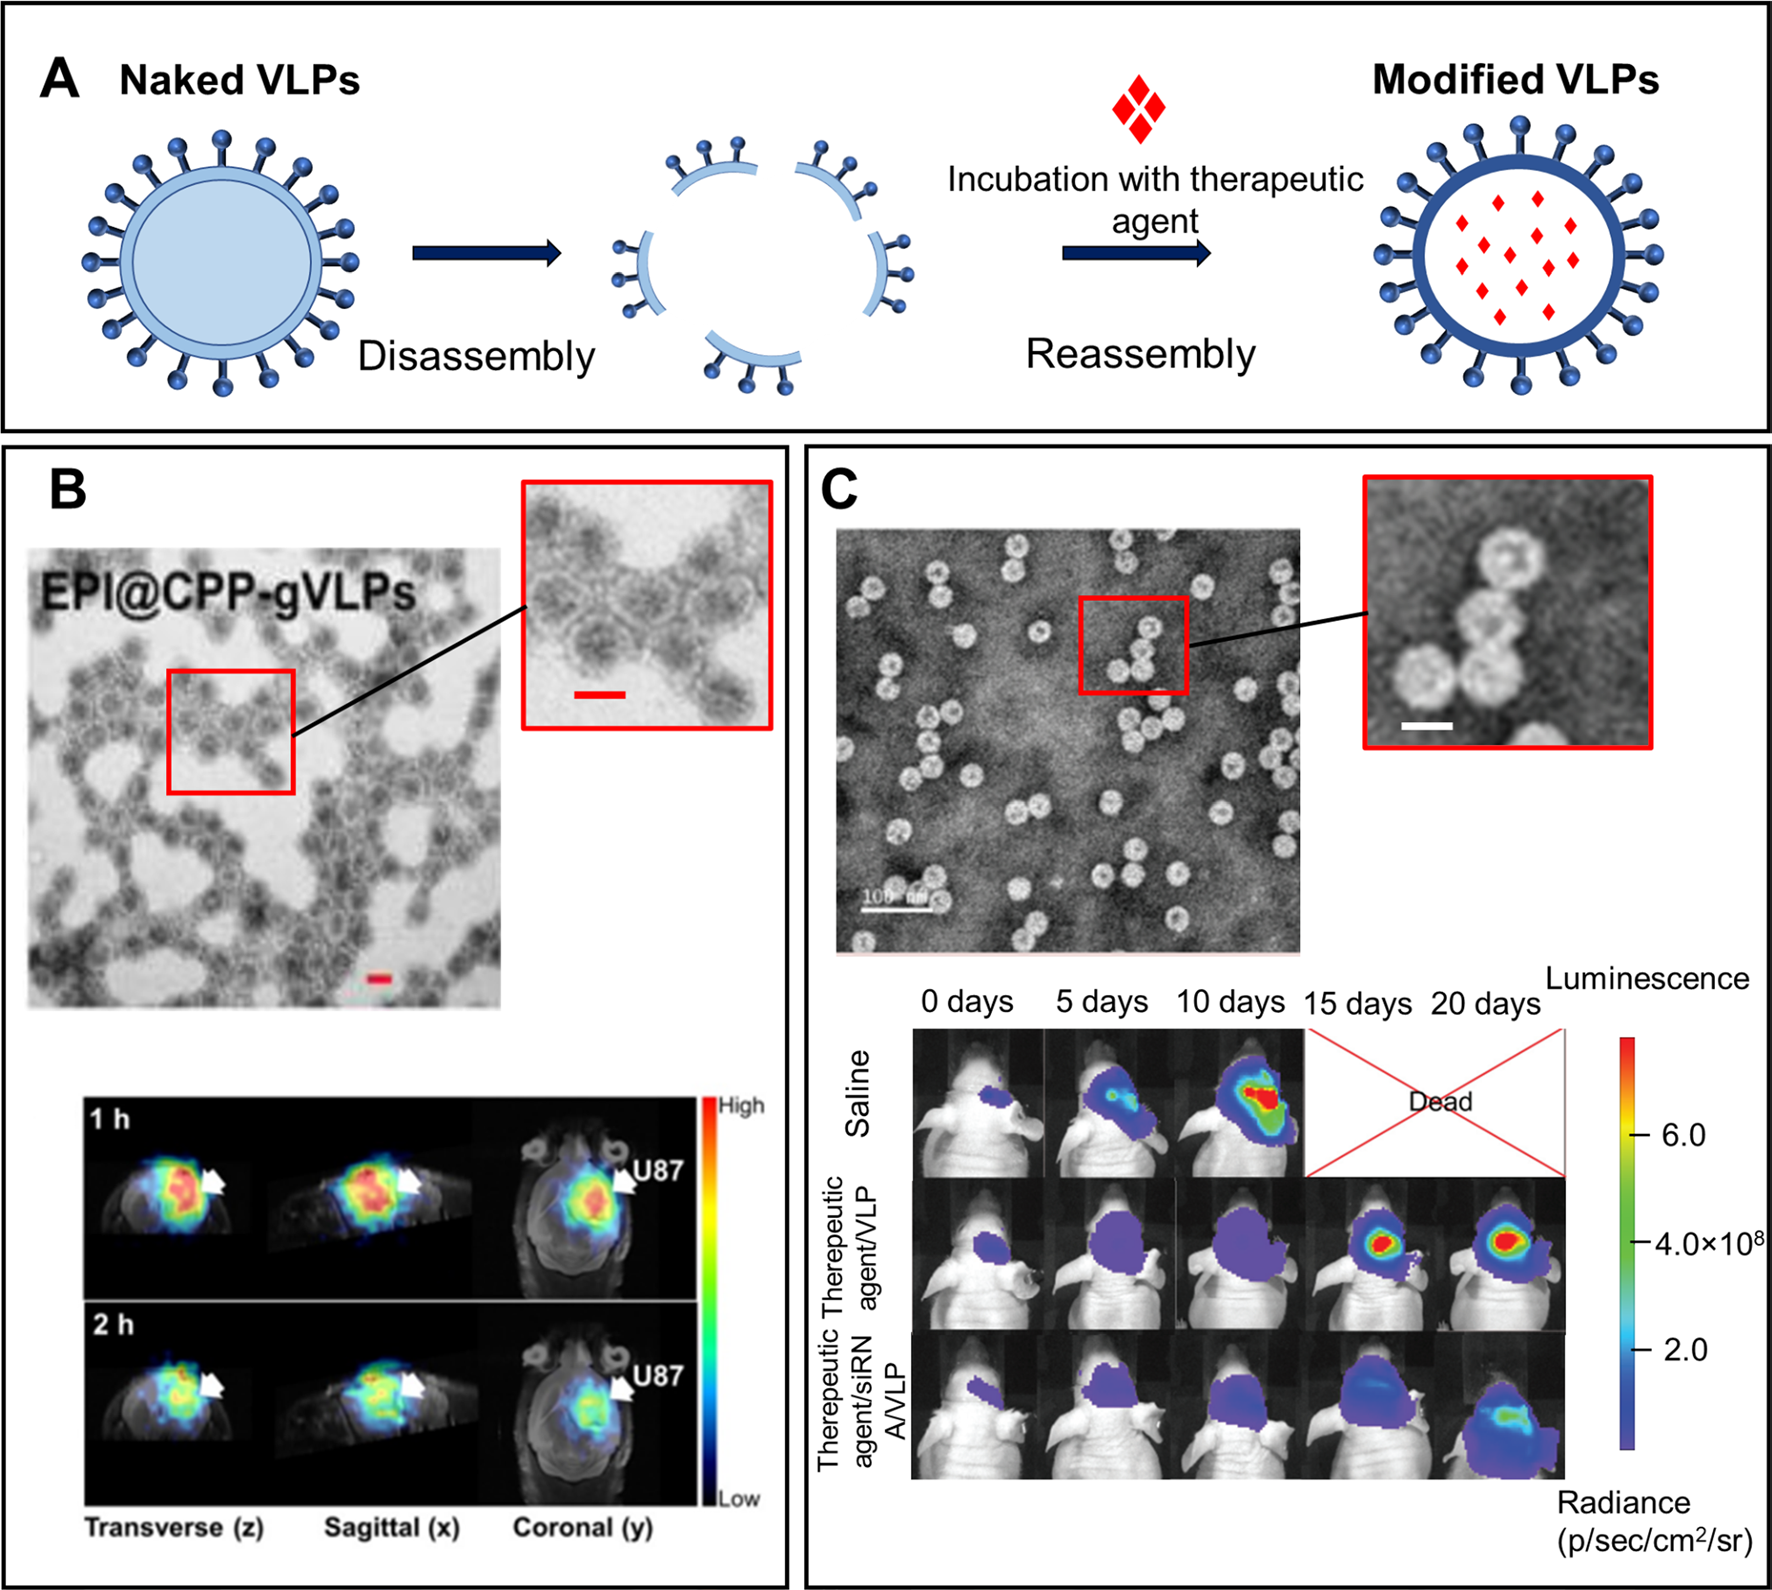 A
Naked VLPs
Modified VLPs
Incubation with therapeutic
agent
Disassembly
Reassembly
B
EPI@CPP-gVLPs
1 h
U87
High
2 h
U87
Low
Transverse (z)
Sagittal (x)
Coronal (y)
C
100 nm
Luminescence
0 days
5 days
10 days
15 days
20 days
Saline
Dead
Therepeutic
agent/VLP
Therepeutic
agent/siRN
A/VLP
6.0
4.0×10⁸
2.0
Radiance
(p/sec/cm²/sr)